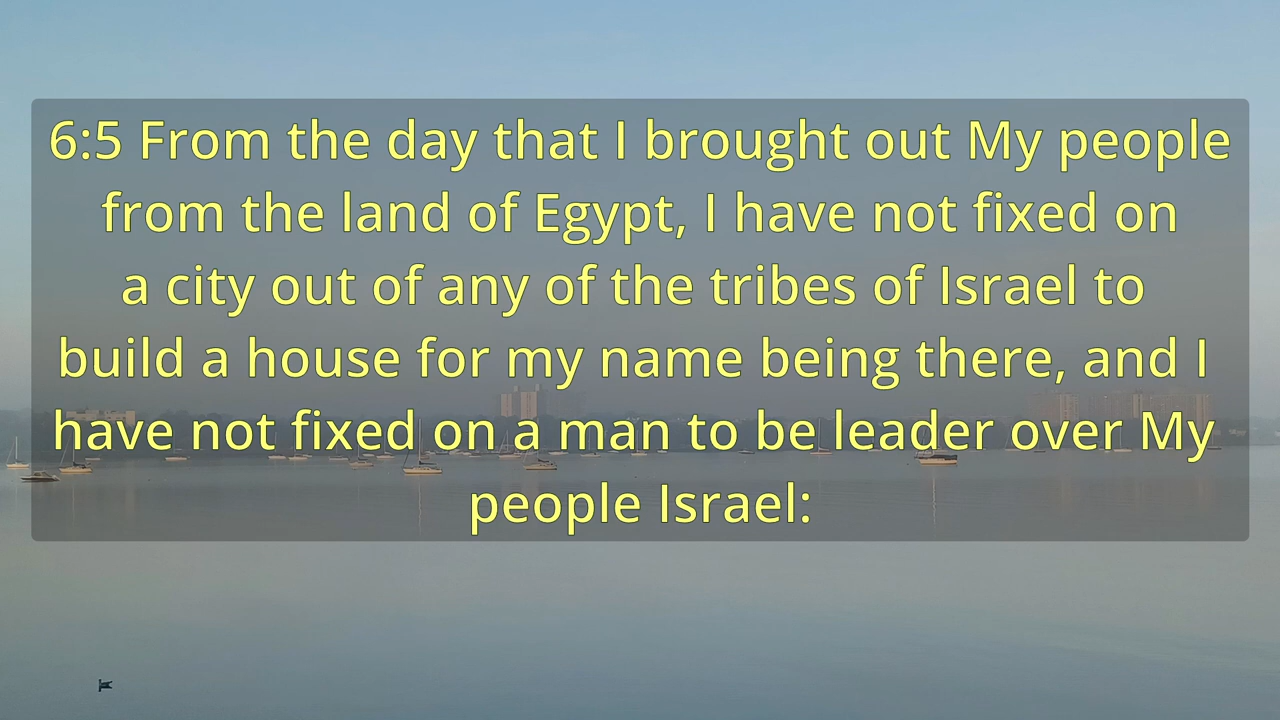 6:5 From the day that I brought out My people
from the land of Egypt, I have not fixed on
a city out of any of the tribes of Israel to
build a house for my name being there, and I
have not fixed on a man to be leader over My
people Israel: